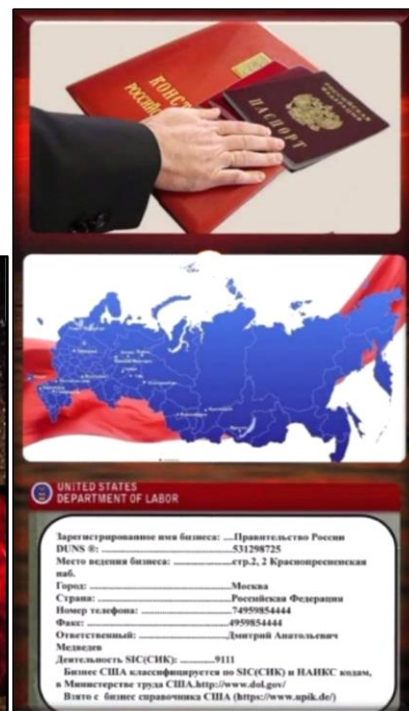 КОНСТ
РОССИЙ
РОССИЙСКАЯ
ФЕДЕРАЦИЯ
ПАСПОРТ
UNITED STATES
DEPARTMENT OF LABOR
Зарегистрированное имя бизнеса: ....Правительство России
DUNS ®: ...............................531298725
Место ведения бизнеса: ..................стр.2, 2 Краснопресненская
наб.
Город: ...................................Москва
Страна: ..................................Российская Федерации
Номер телефона: ........................74959854444
Факс: ...................................4959854444
Ответственный: .........................Дмитрий Анатольевич
Медведев
Деятельность SIC(СИК): ............9111
Бизнес США классифицируется по SIC(СИК) и НАИКС кодам,
в Министерстве труда США.http://www.dol.gov/
Взято с бизнес справочника США (https://www.upik.de/)